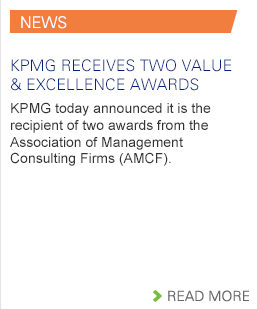 NEWS
KPMG RECEIVES TWO VALUE
& EXCELLENCE AWARDS
KPMG today announced it is the
recipient of two awards from the
Association of Management
Consulting Firms (AMCF).
READ MORE